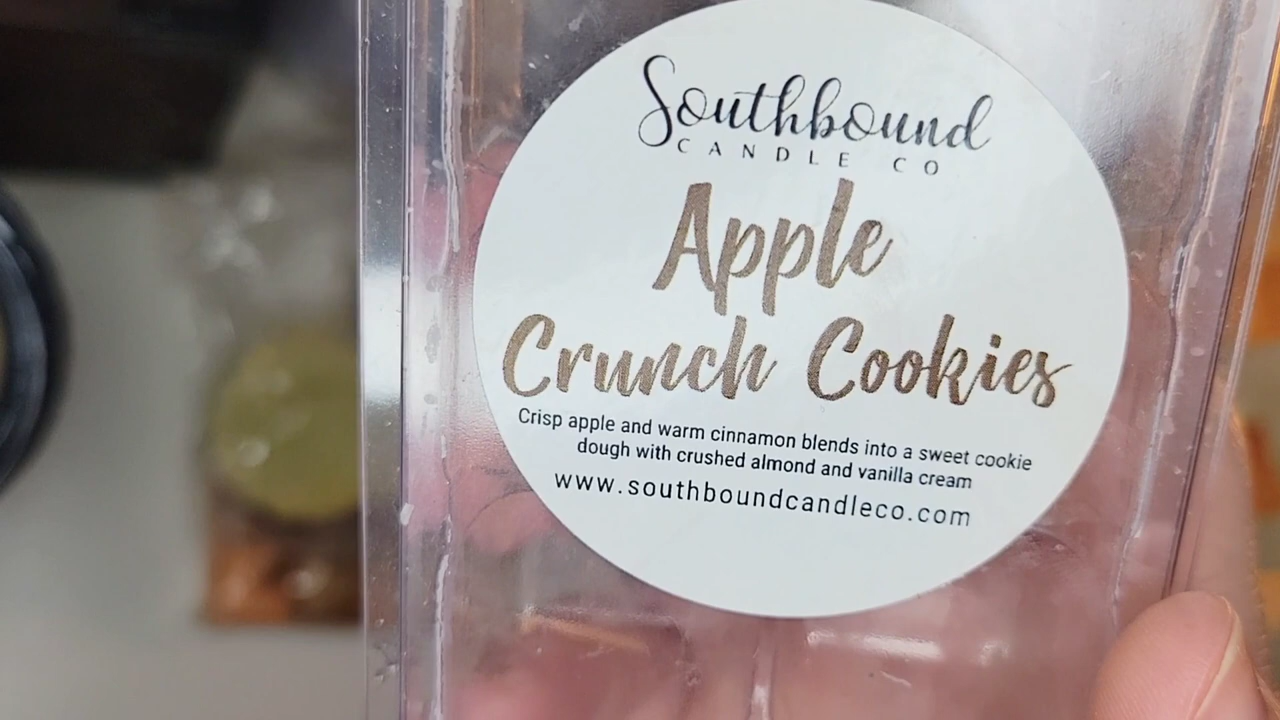 Southbound
CANDLE CO
Apple
Crunch Cookies
Crisp apple and warm cinnamon blends into a sweet cookie
dough with crushed almond and vanilla cream
www.southboundcandleco.com